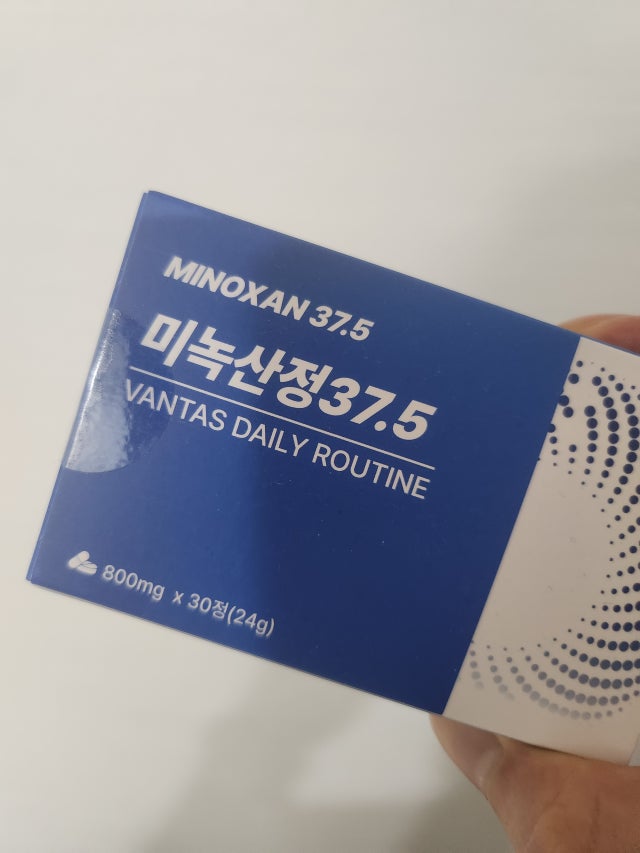 MINOXAN 37.5
미녹산정37.5
VANTAS DAILY ROUTINE
800mg x 30정(24g)